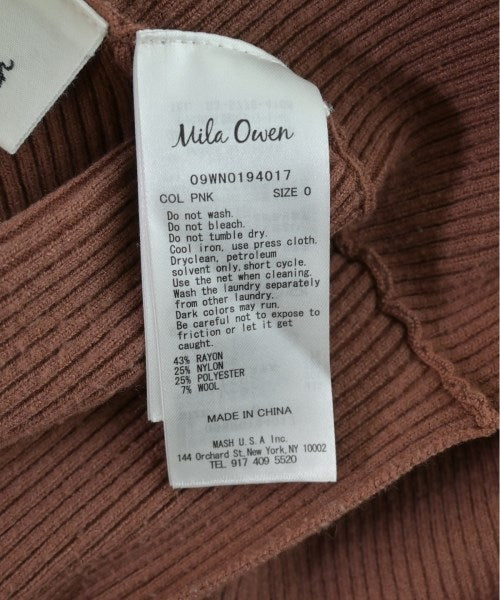 Mila Owen
09WNO194017
COL PNK SIZE 0
Do not wash.
Do not bleach.
Do not tumble dry.
Cool iron, use press cloth.
Dryclean, petroleum
solvent only, short cycle.
Use the net when cleaning.
Wash the laundry separately
from other laundry.
Dark colors may run.
Be careful not to expose to
friction or let it get
caught.
43% RAYON
25% NYLON
25% POLYESTER
7% WOOL
MADE IN CHINA
MASH U.S.A Inc.
144 Orchard St, New York, NY 10002
TEL 917 409 5520